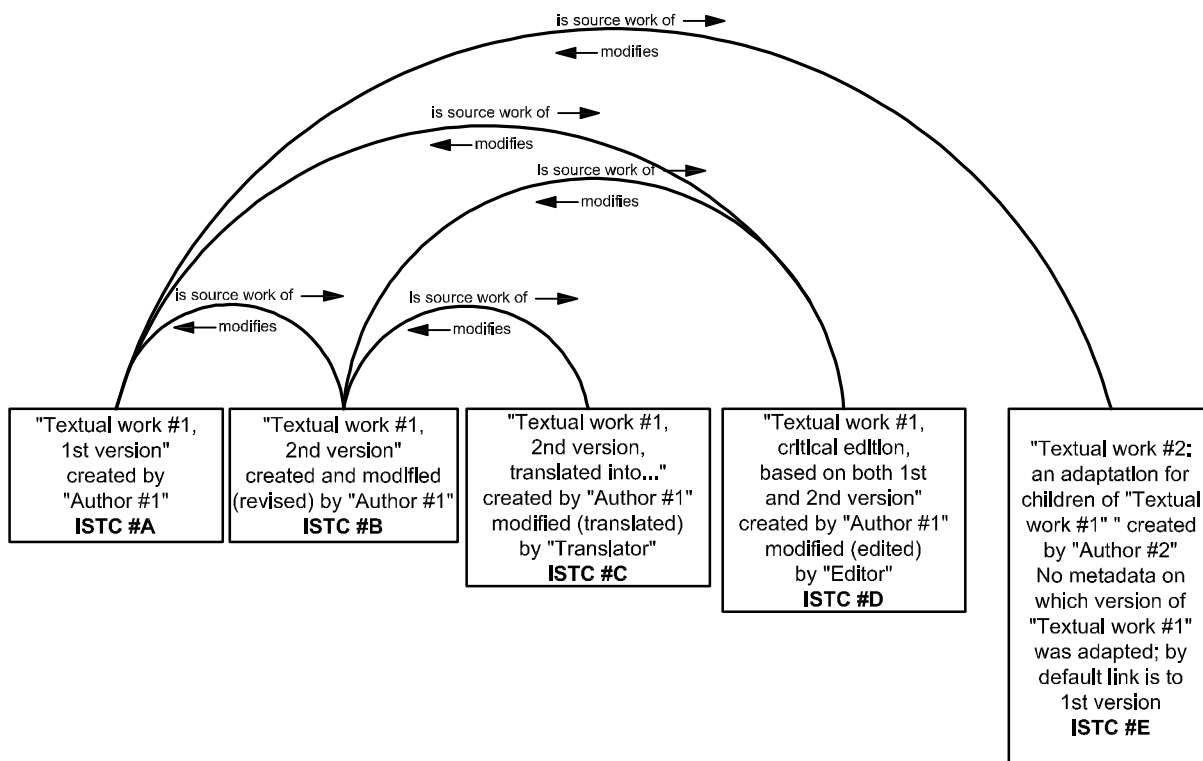 is source work of
modifies
is source work of
modifies
is source work of
modifies
is source work of
modifies
is source work of
modifies
"Textual work #1,
1st version"
created by
"Author #1"
ISTC #A
"Textual work #1,
2nd version"
created and modified
(revised) by "Author #1"
ISTC #B
"Textual work #1,
2nd version,
translated into..."
created by "Author #1"
modified (translated)
by "Translator"
ISTC #C
"Textual work #1,
critical edition,
based on both 1st
and 2nd version"
created by "Author #1"
modified (edited)
by "Editor"
ISTC #D
"Textual work #2:
an adaptation for
children of "Textual
work #1" " created
by "Author #2"
No metadata on
which version of
"Textual work #1"
was adapted; by
default link is to
1st version
ISTC #E